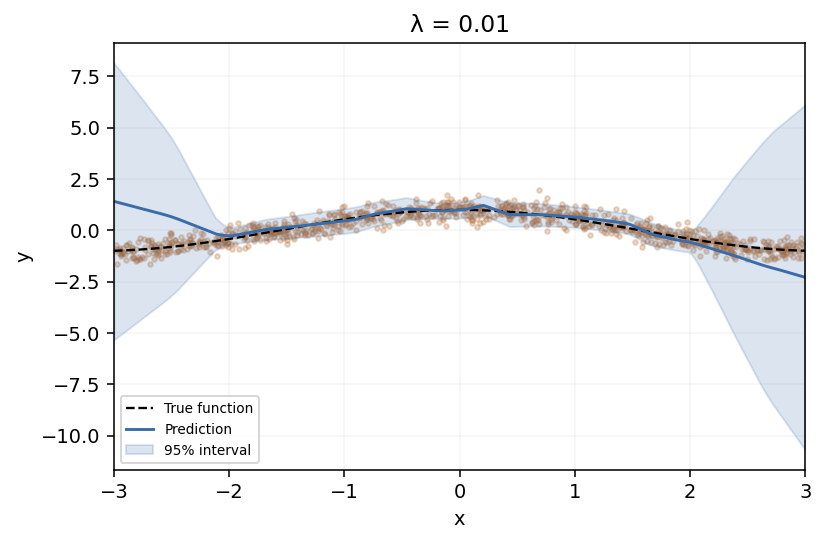 λ = 0.01
y
7.5
5.0
2.5
0.0
−2.5
−5.0
−7.5
−10.0
True function
Prediction
95% interval
−3 −2 −1 0 1 2 3
x